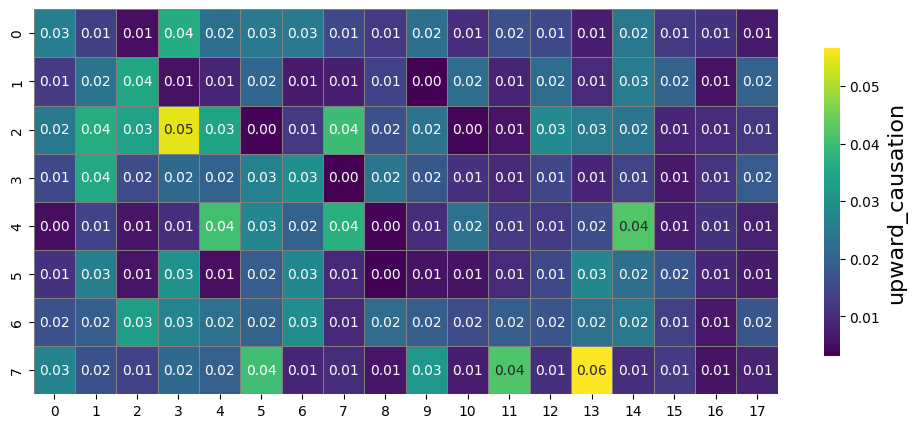 0 0.03 0.01 0.01 0.04 0.02 0.03 0.03 0.01 0.01 0.02 0.01 0.02 0.01 0.01 0.02 0.01 0.01 0.01
1 0.01 0.02 0.04 0.01 0.01 0.02 0.01 0.01 0.01 0.00 0.02 0.01 0.02 0.01 0.03 0.02 0.01 0.02
2 0.02 0.04 0.03 0.05 0.03 0.00 0.01 0.04 0.02 0.02 0.00 0.01 0.03 0.03 0.02 0.01 0.01 0.01
3 0.01 0.04 0.02 0.02 0.02 0.03 0.03 0.00 0.02 0.02 0.01 0.01 0.01 0.01 0.01 0.01 0.01 0.02
4 0.00 0.01 0.01 0.01 0.04 0.03 0.02 0.04 0.00 0.01 0.02 0.01 0.01 0.02 0.04 0.01 0.01 0.01
5 0.01 0.03 0.01 0.03 0.01 0.02 0.03 0.01 0.00 0.01 0.01 0.01 0.01 0.03 0.02 0.02 0.01 0.01
6 0.02 0.02 0.03 0.03 0.02 0.02 0.03 0.01 0.02 0.02 0.02 0.02 0.02 0.02 0.02 0.01 0.01 0.02
7 0.03 0.02 0.01 0.02 0.02 0.04 0.01 0.01 0.01 0.03 0.01 0.04 0.01 0.06 0.01 0.01 0.01 0.01
0 1 2 3 4 5 6 7 8 9 10 11 12 13 14 15 16 17
0.05
0.04
0.03
0.02
0.01
upward_causation